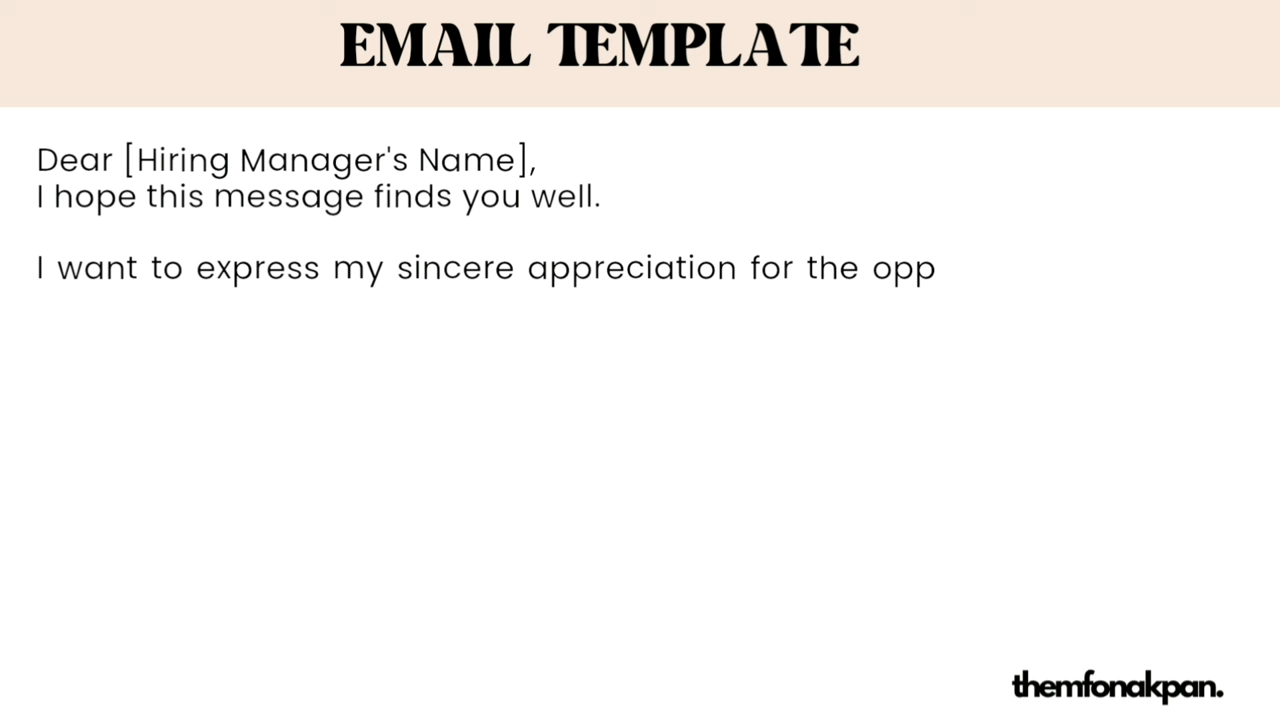 EMAIL TEMPLATE
Dear [Hiring Manager's Name],
I hope this message finds you well.
I want to express my sincere appreciation for the opp
themfonakpan.